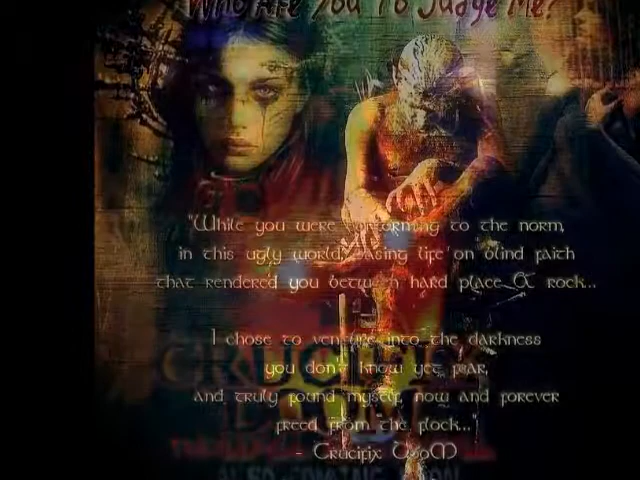 Who Are You To Judge Me?
"While you were conforming to the norm,
in this ugly world, basing life on blind faith
that rendered you between hard place & rock...
I chose to venture into the darkness
you don't know yet fear,
and truly found myself, now and forever
freed from "the flock..."
- Crucifix DooM
CRUCIFIX